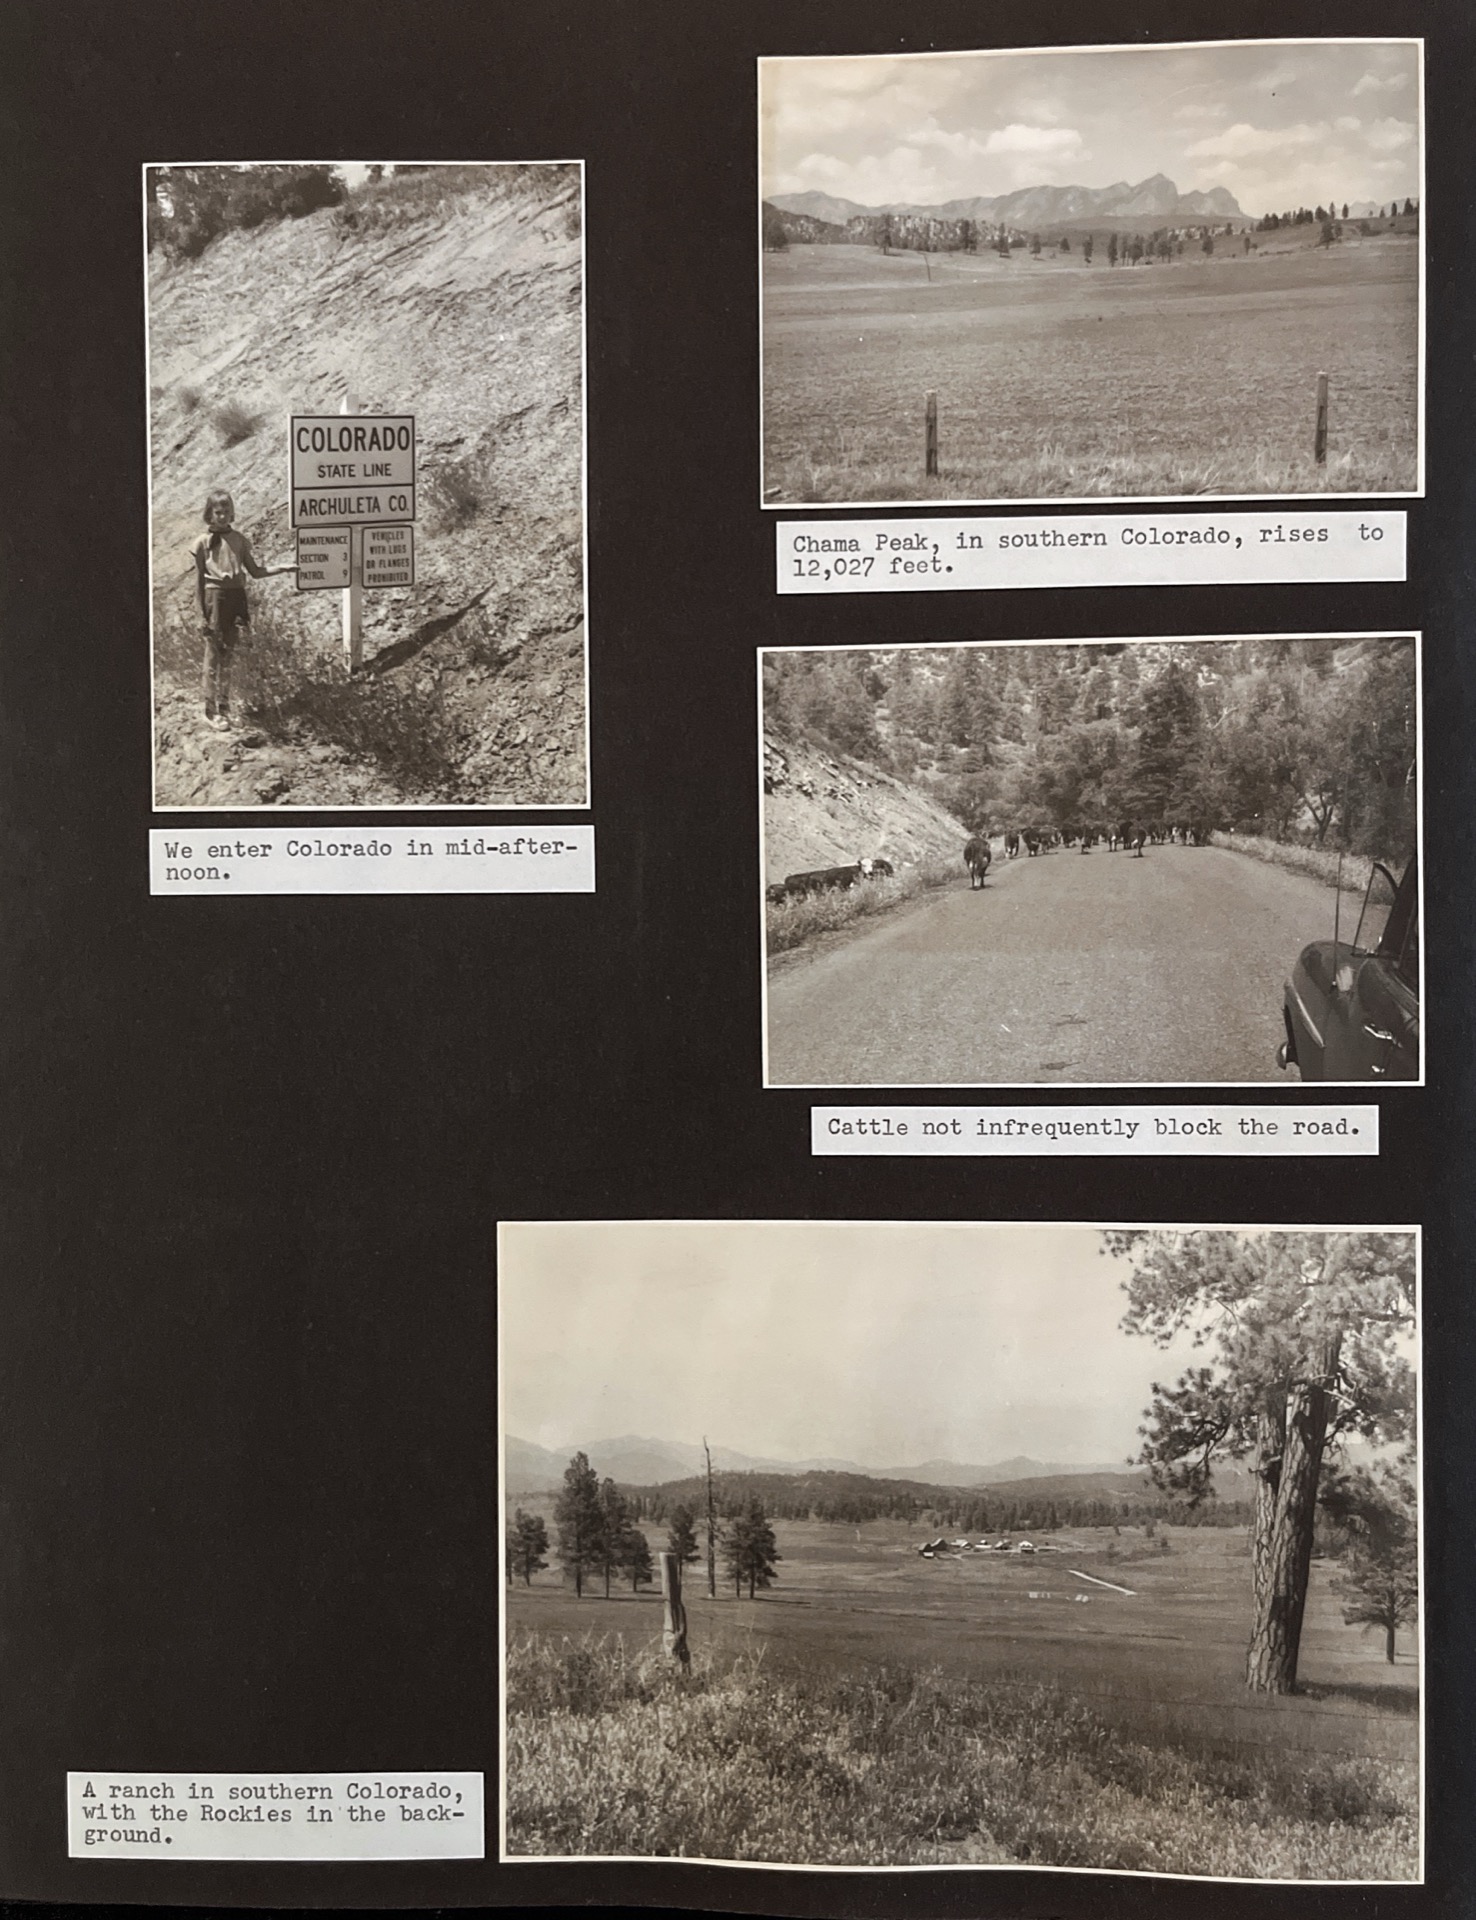 COLORADO
STATE LINE
ARCHULETA CO.
MAINTENANCE
SECTION 3
PATROL 9
VEHICLES
WITH LUGS
OR FLANGES
PROHIBITED
We enter Colorado in mid-after-
noon.
Chama Peak, in southern Colorado, rises to
12,027 feet.
Cattle not infrequently block the road.
A ranch in southern Colorado,
with the Rockies in the back-
ground.